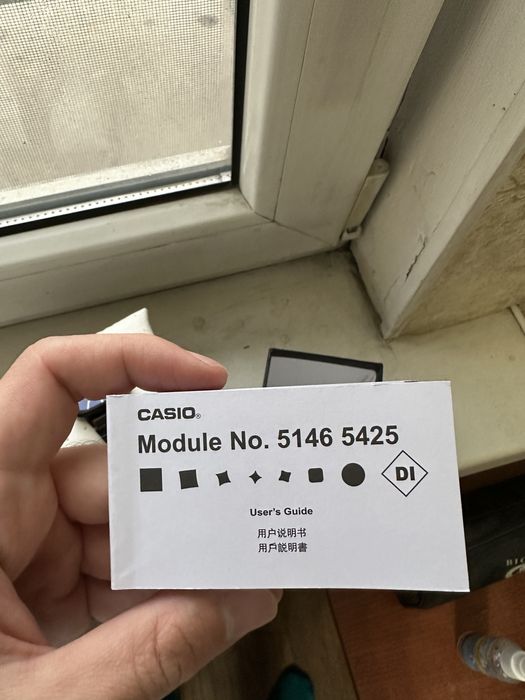 CASIO®
Module No. 5146 5425
DI
User's Guide
用户说明书
用戶說明書